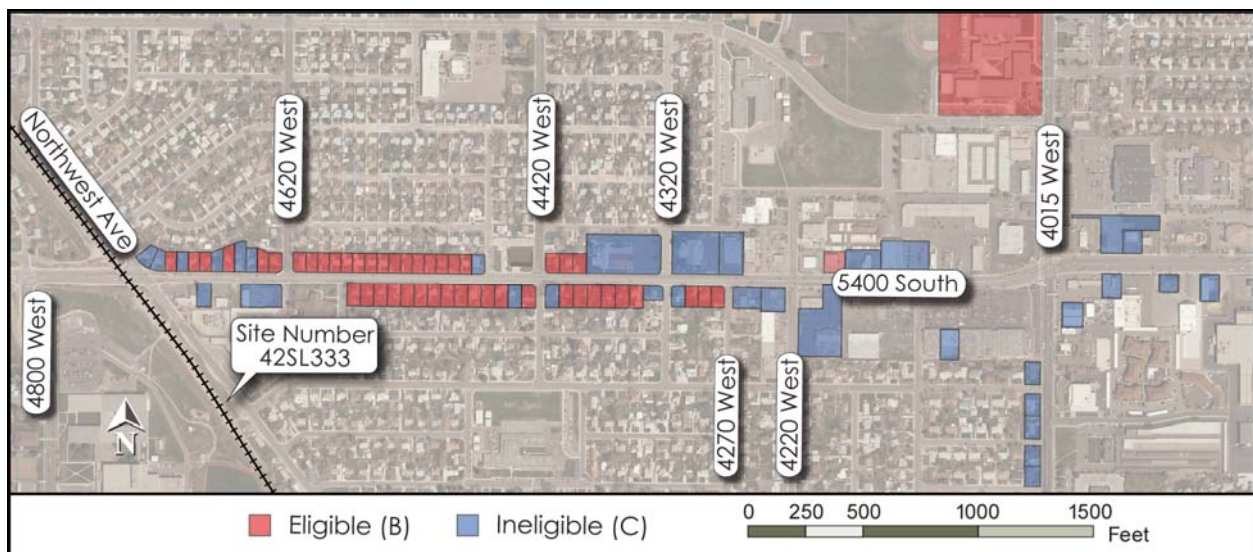 Northwest Ave
4620 West
4420 West
4320 West
4015 West
5400 South
Site Number
42SL333
4800 West
N
4270 West
4220 West
Eligible (B)
Ineligible (C)
0 250 500 1000 1500
Feet